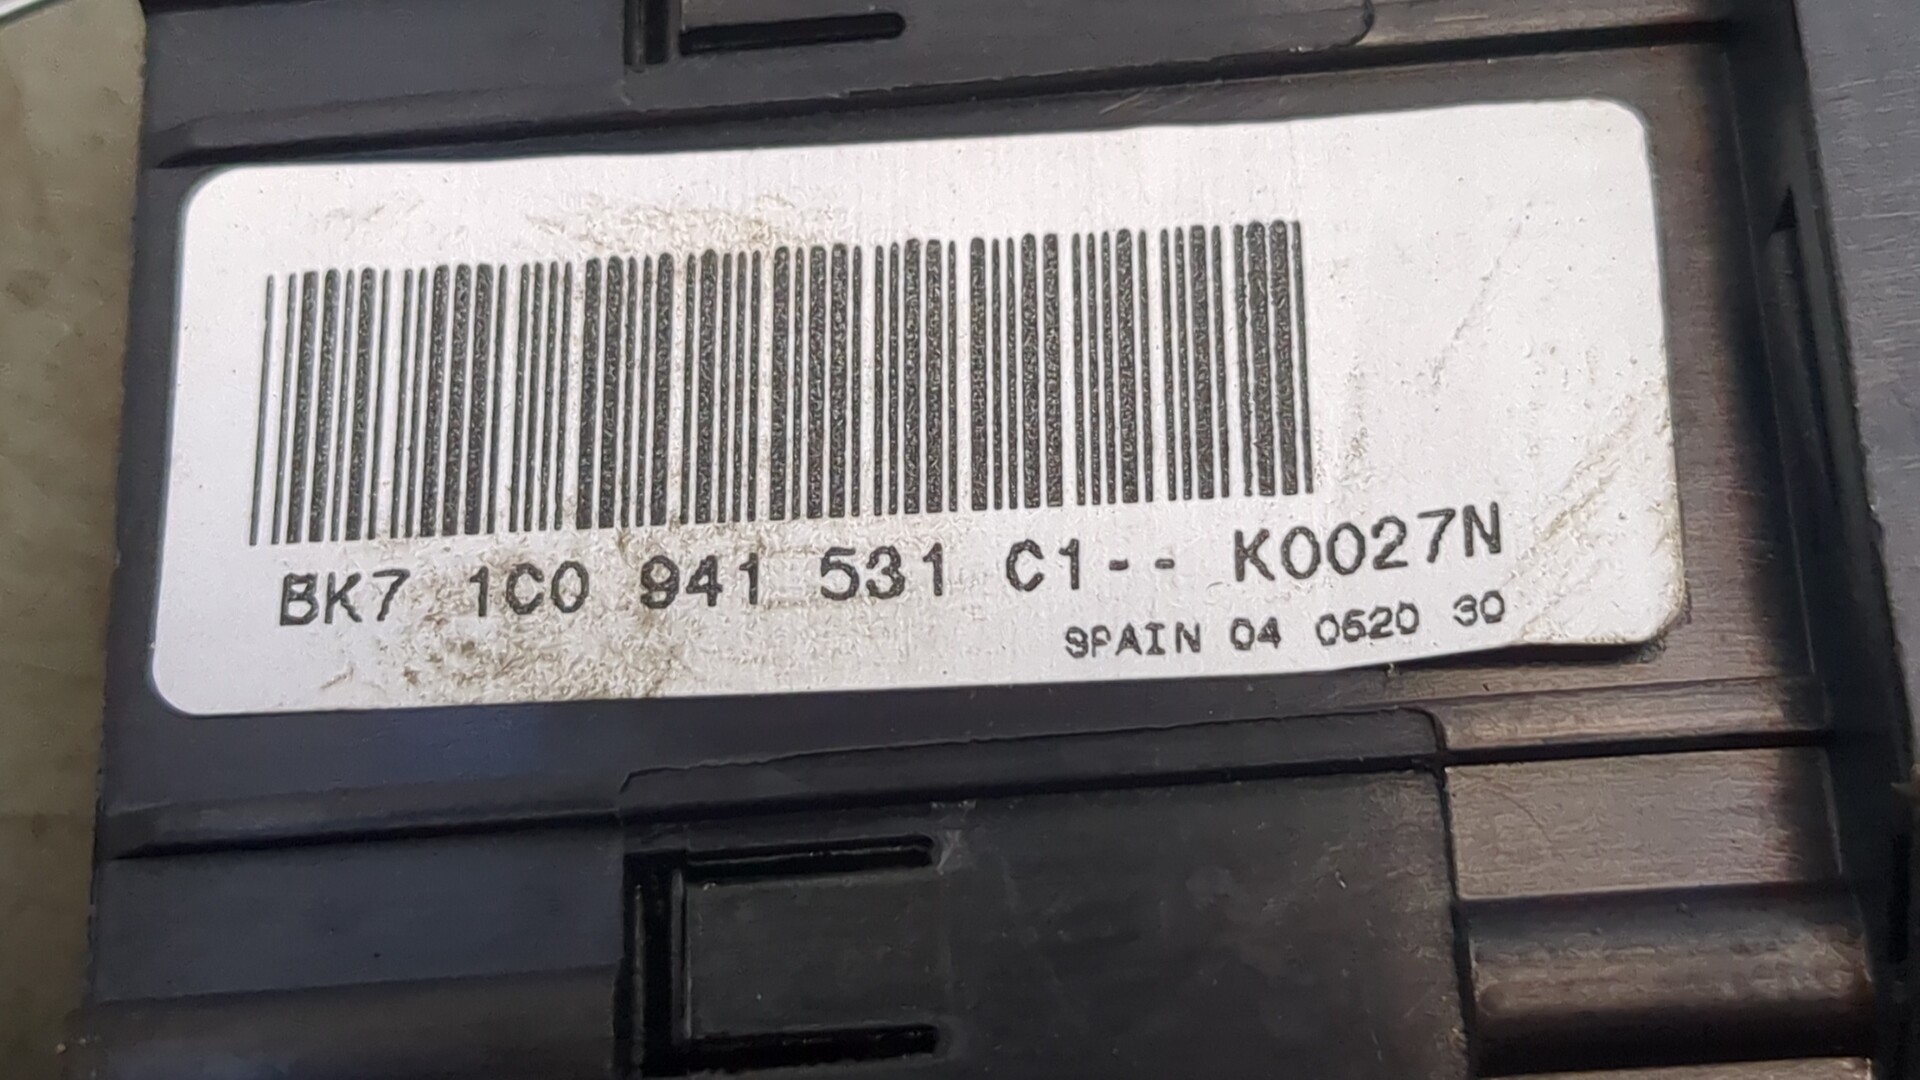 BK7 1C0 941 531 C1-- K0027N
SPAIN 04 0520 30